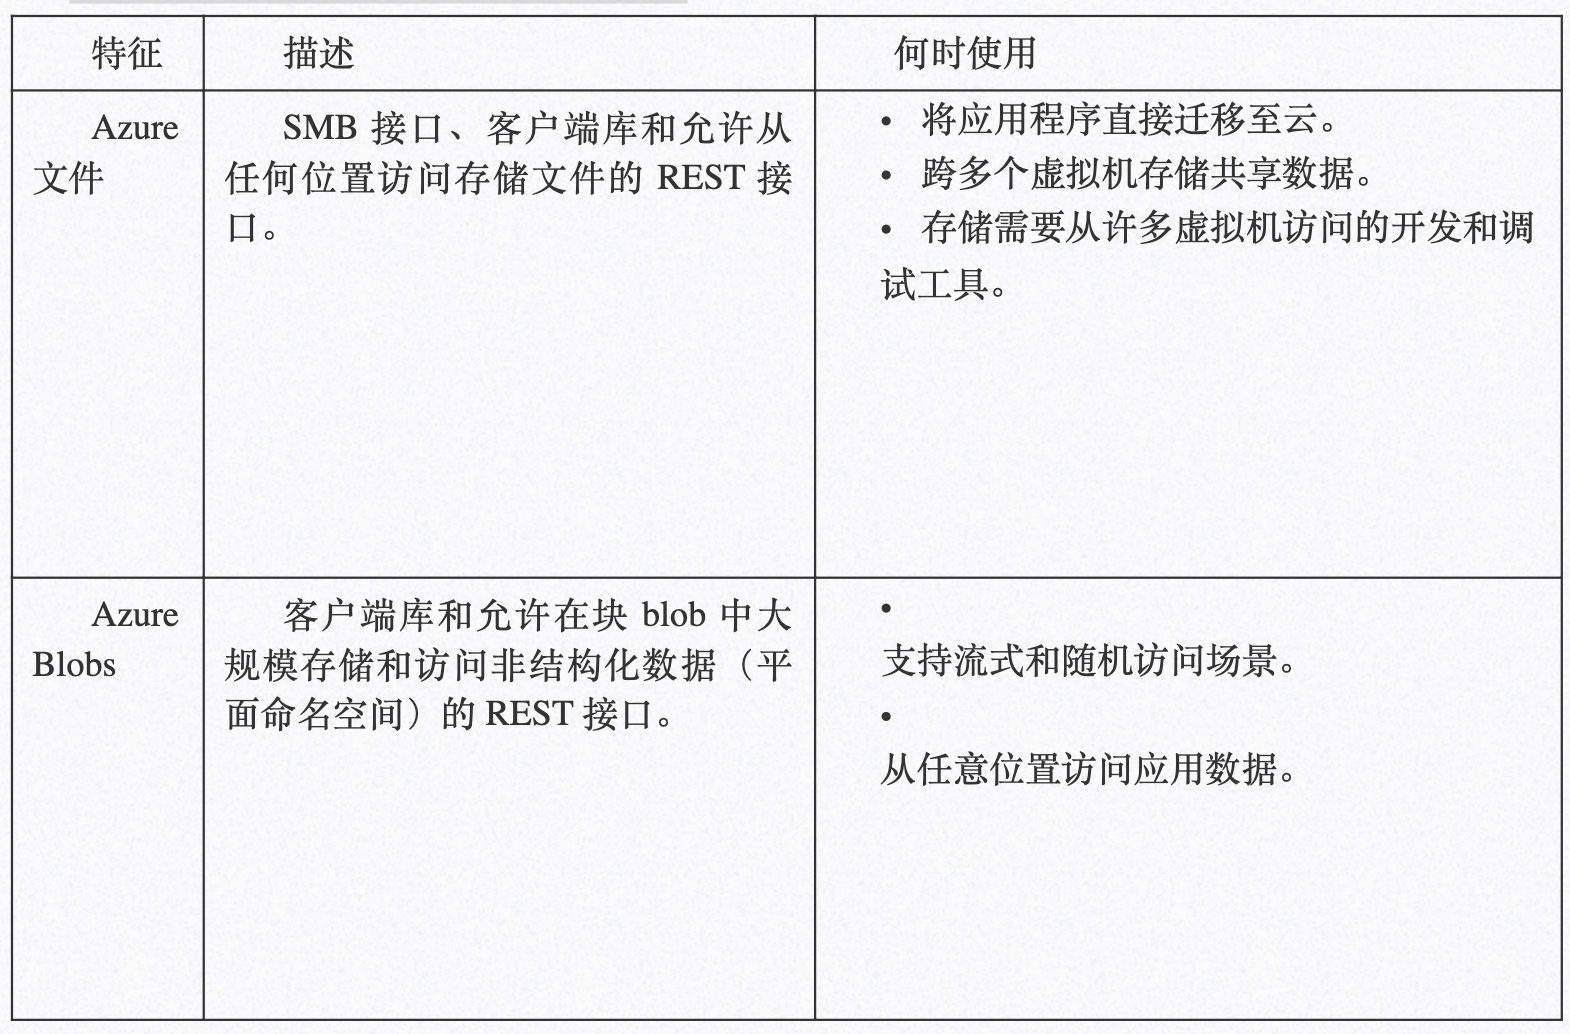 特征
描述
何时使用
Azure
文件
SMB 接口、客户端库和允许从
任何位置访问存储文件的 REST 接
口。
• 将应用程序直接迁移至云。
• 跨多个虚拟机存储共享数据。
• 存储需要从许多虚拟机访问的开发和调
试工具。
Azure
Blobs
客户端库和允许在块 blob 中大
规模存储和访问非结构化数据（平
面命名空间）的 REST 接口。
•
支持流式和随机访问场景。
•
从任意位置访问应用数据。